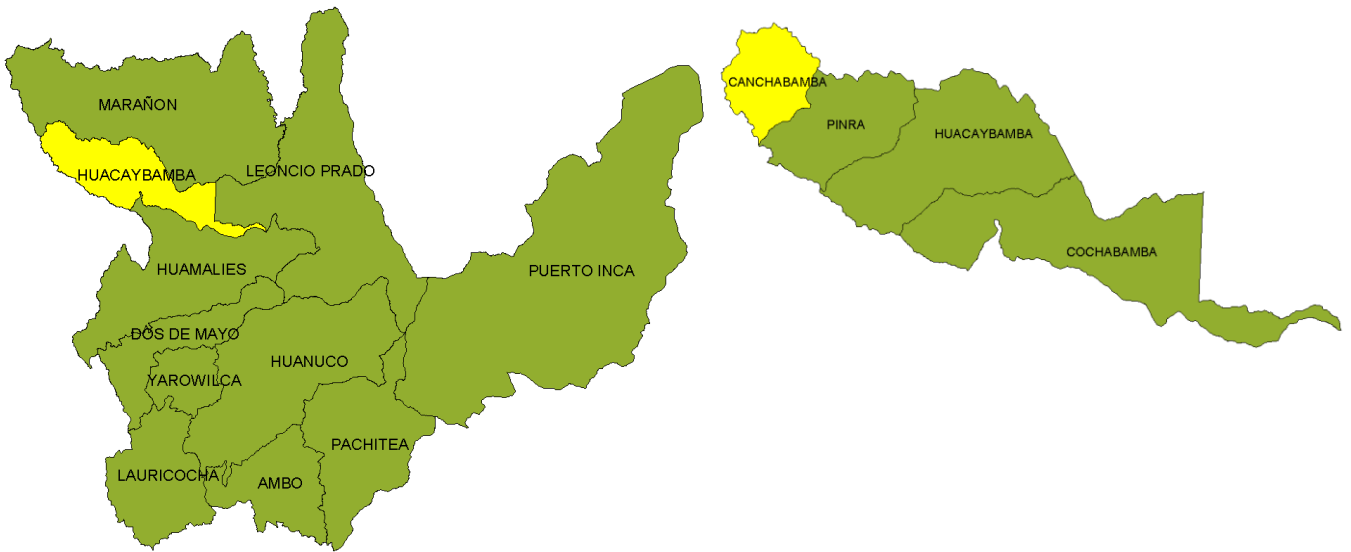 MARAÑON
HUACAYBAMBA
LEONCIO PRADO
HUAMALIES
PUERTO INCA
DOS DE MAYO
HUANUCO
YAROWILCA
PACHITEA
LAURICOCHA
AMBO
CANCHABAMBA
PINRA
HUACAYBAMBA
COCHABAMBA